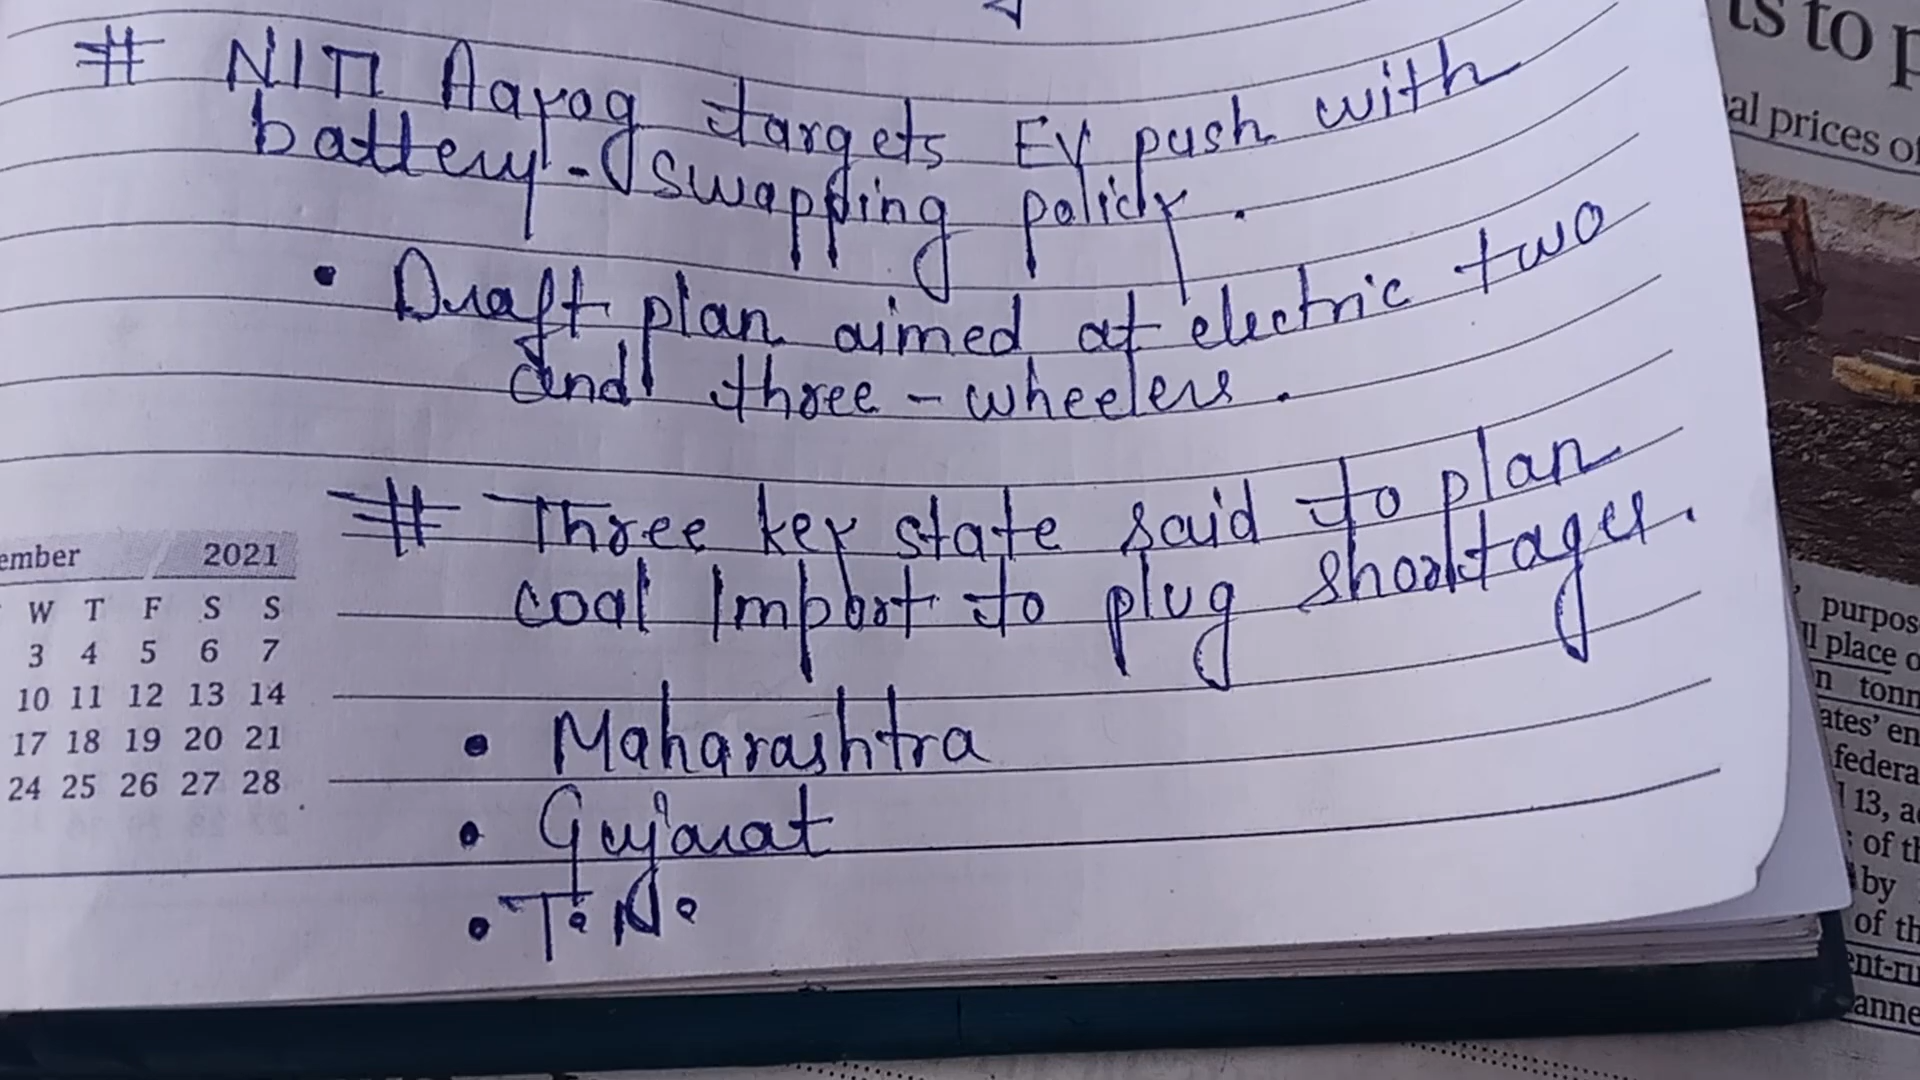 # NITI Aayog targets EV push with
battery-swapping policy.
• Draft plan aimed at electric two
and three-wheelers.
# Three key state said to plan
coal Import to plug shortages.
• Maharashtra
• Gujarat
• T.N.
ember 2021
W T F S S
3 4 5 6 7
10 11 12 13 14
17 18 19 20 21
24 25 26 27 28
ts to p
al prices of
purpos
ll place o
n tonn
ates' en
federa
13, a
of th
by
of th
ent-ru
anne